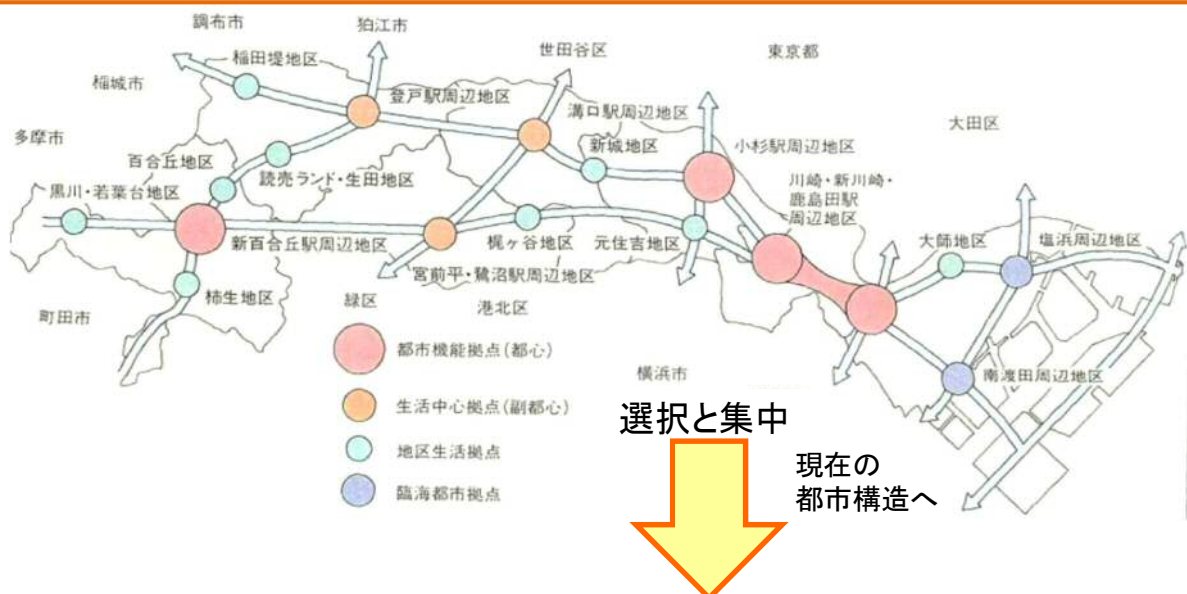 調布市
狛江市
世田谷区
東京都
稲田堤地区
稲城市
登戸駅周辺地区
溝口駅周辺地区
大田区
多摩市
新城地区
小杉駅周辺地区
百合丘地区
読売ランド・生田地区
川崎・新川崎・
鹿島田駅
周辺地区
黒川・若葉台地区
新百合丘駅周辺地区
梶ヶ谷地区
元住吉地区
大師地区
塩浜周辺地区
宮前平・鷺沼駅周辺地区
柿生地区
緑区
港北区
町田市
都市機能拠点(都心)
横浜市
南渡田周辺地区
生活中心拠点(副都心)
地区生活拠点
臨海都市拠点
選択と集中
現在の
都市構造へ